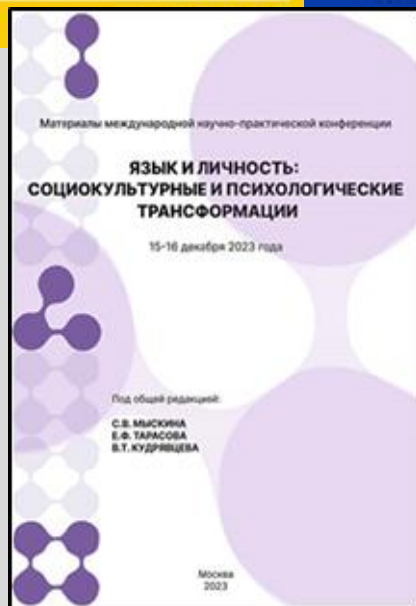 Материалы международной научно-практической конференции
ЯЗЫК И ЛИЧНОСТЬ:
СОЦИОКУЛЬТУРНЫЕ И ПСИХОЛОГИЧЕСКИЕ
ТРАНСФОРМАЦИИ
15-16 декабря 2023 года
Под общей редакцией:
С.В. МЫСКИНА
Е.Ф. ТАРАСОВА
В.Т. КУДРЯВЦЕВА
Москва
2023